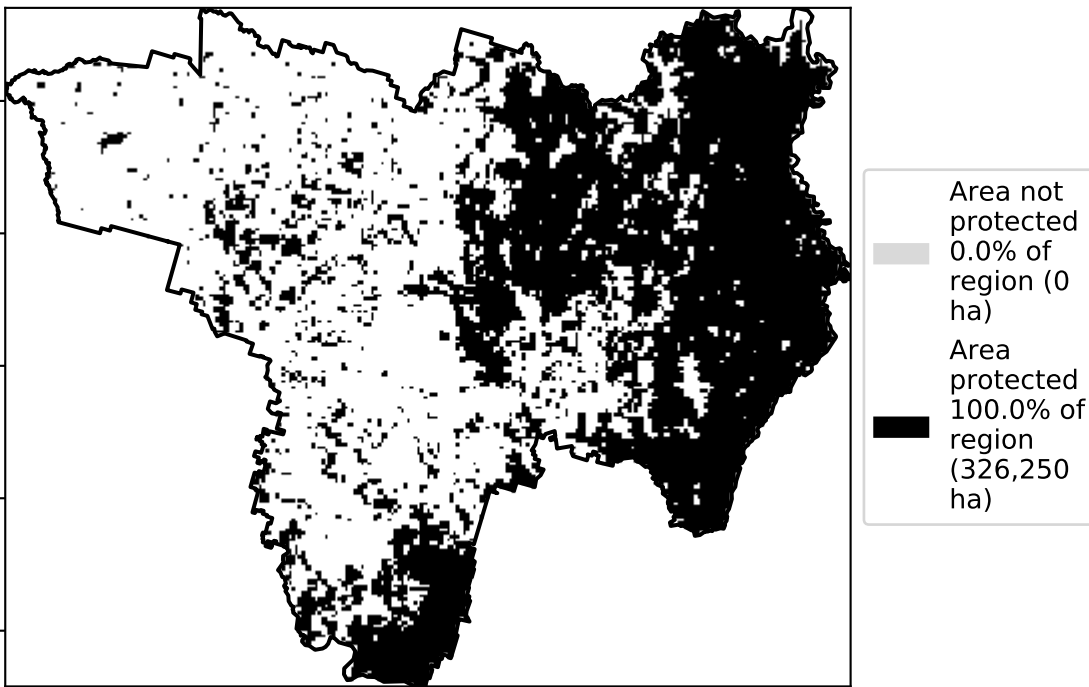 Area not
protected
0.0% of
region (0
ha)
Area
protected
100.0% of
region
(326,250
ha)